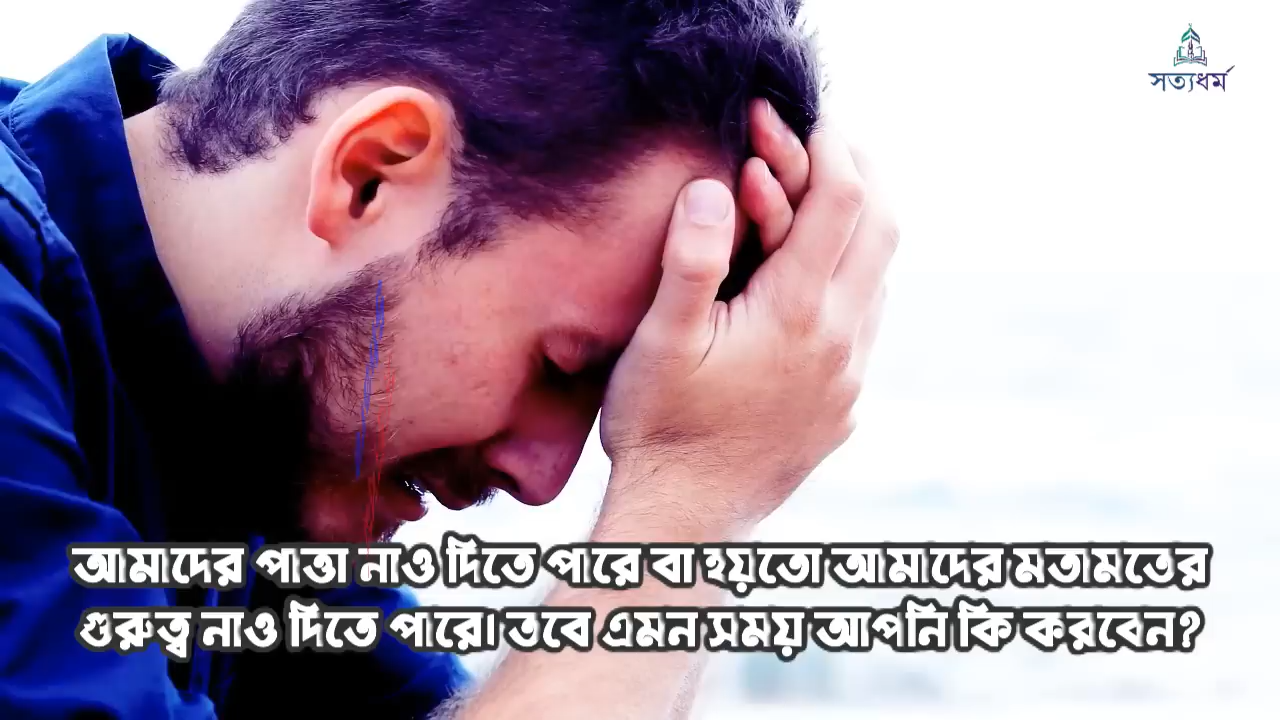 সত্যধর্ম
আমাদের পাত্তা নাও দিতে পারে বা হয়তো আমাদের মতামতের
গুরুত্ব নাও দিতে পারে। তবে এমন সময় আপনি কি করবেন?